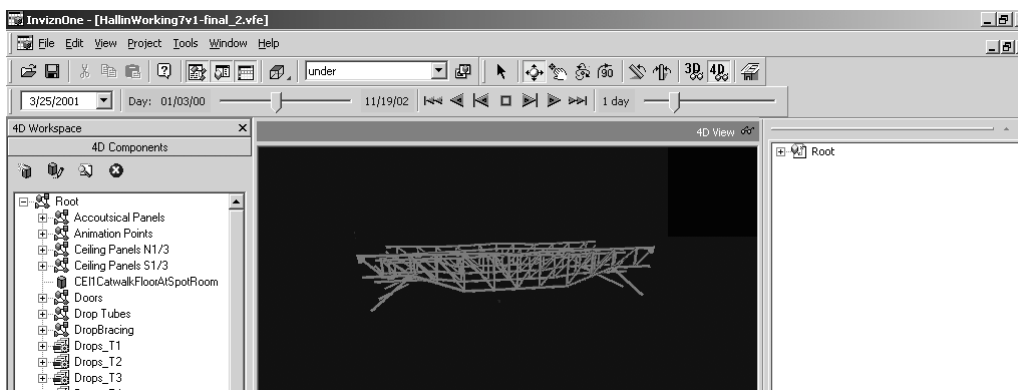 InviznOne - [HallinWorking7v1-final_2.vfe]
File Edit View Project Tools Window Help
under 3D 4D
3/25/2001 Day: 01/03/00 11/19/02 1 day
4D Workspace
4D View
4D Components
Root
Root
Accoutsical Panels
Animation Points
Ceiling Panels N1/3
Ceiling Panels S1/3
CEI1CatwalkFloorAtSpotRoom
Doors
Drop Tubes
DropBracing
Drops_T1
Drops_T2
Drops_T3